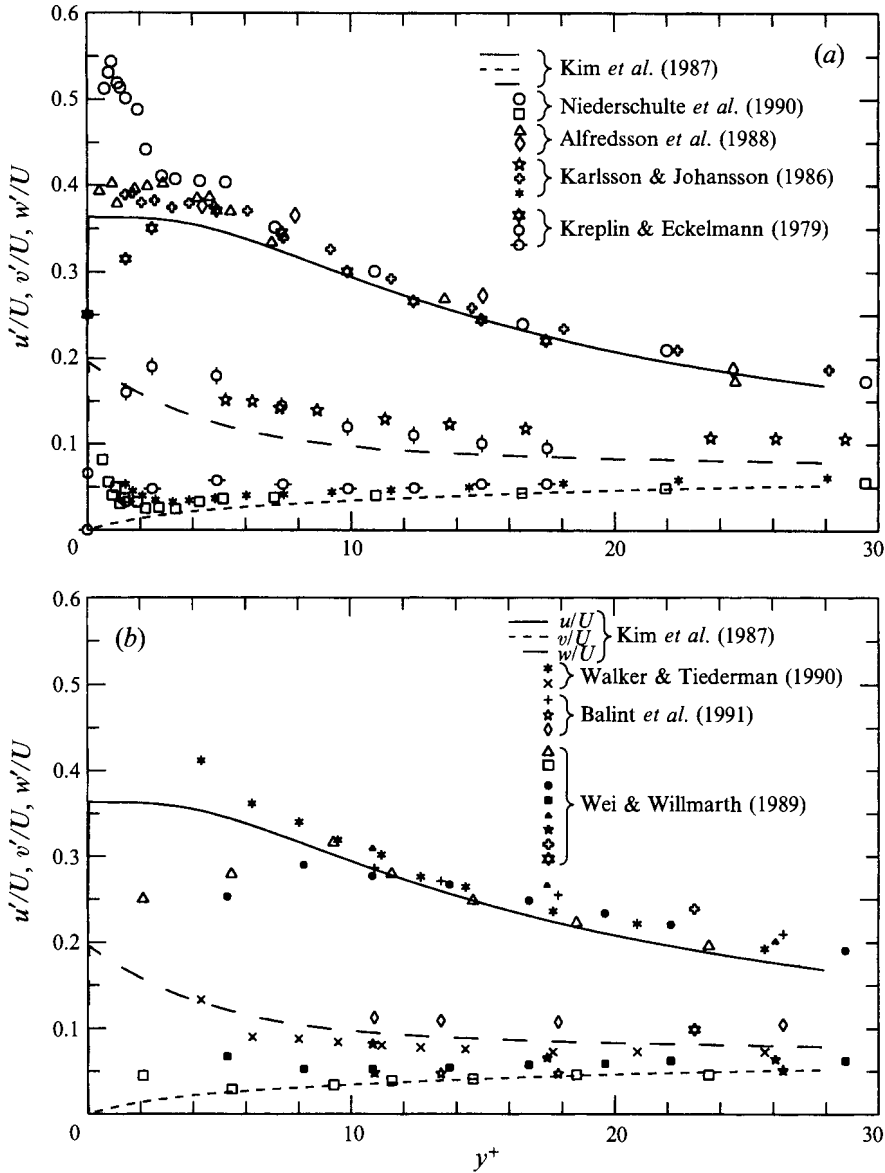 0.6
(a)
Kim et al. (1987)
0.5
Niederschulte et al. (1990)
Alfredsson et al. (1988)
Karlsson & Johansson (1986)
0.4
Kreplin & Eckelmann (1979)
u′/U, v′/U, w′/U
0.3
0.2
0.1
0 10 20 30
0.6
(b)
u/U
v/U
w/U
Kim et al. (1987)
Walker & Tiederman (1990)
0.5
Balint et al. (1991)
0.4
Wei & Willmarth (1989)
u′/U, v′/U, w′/U
0.3
0.2
0.1
0 10 20 30
y+